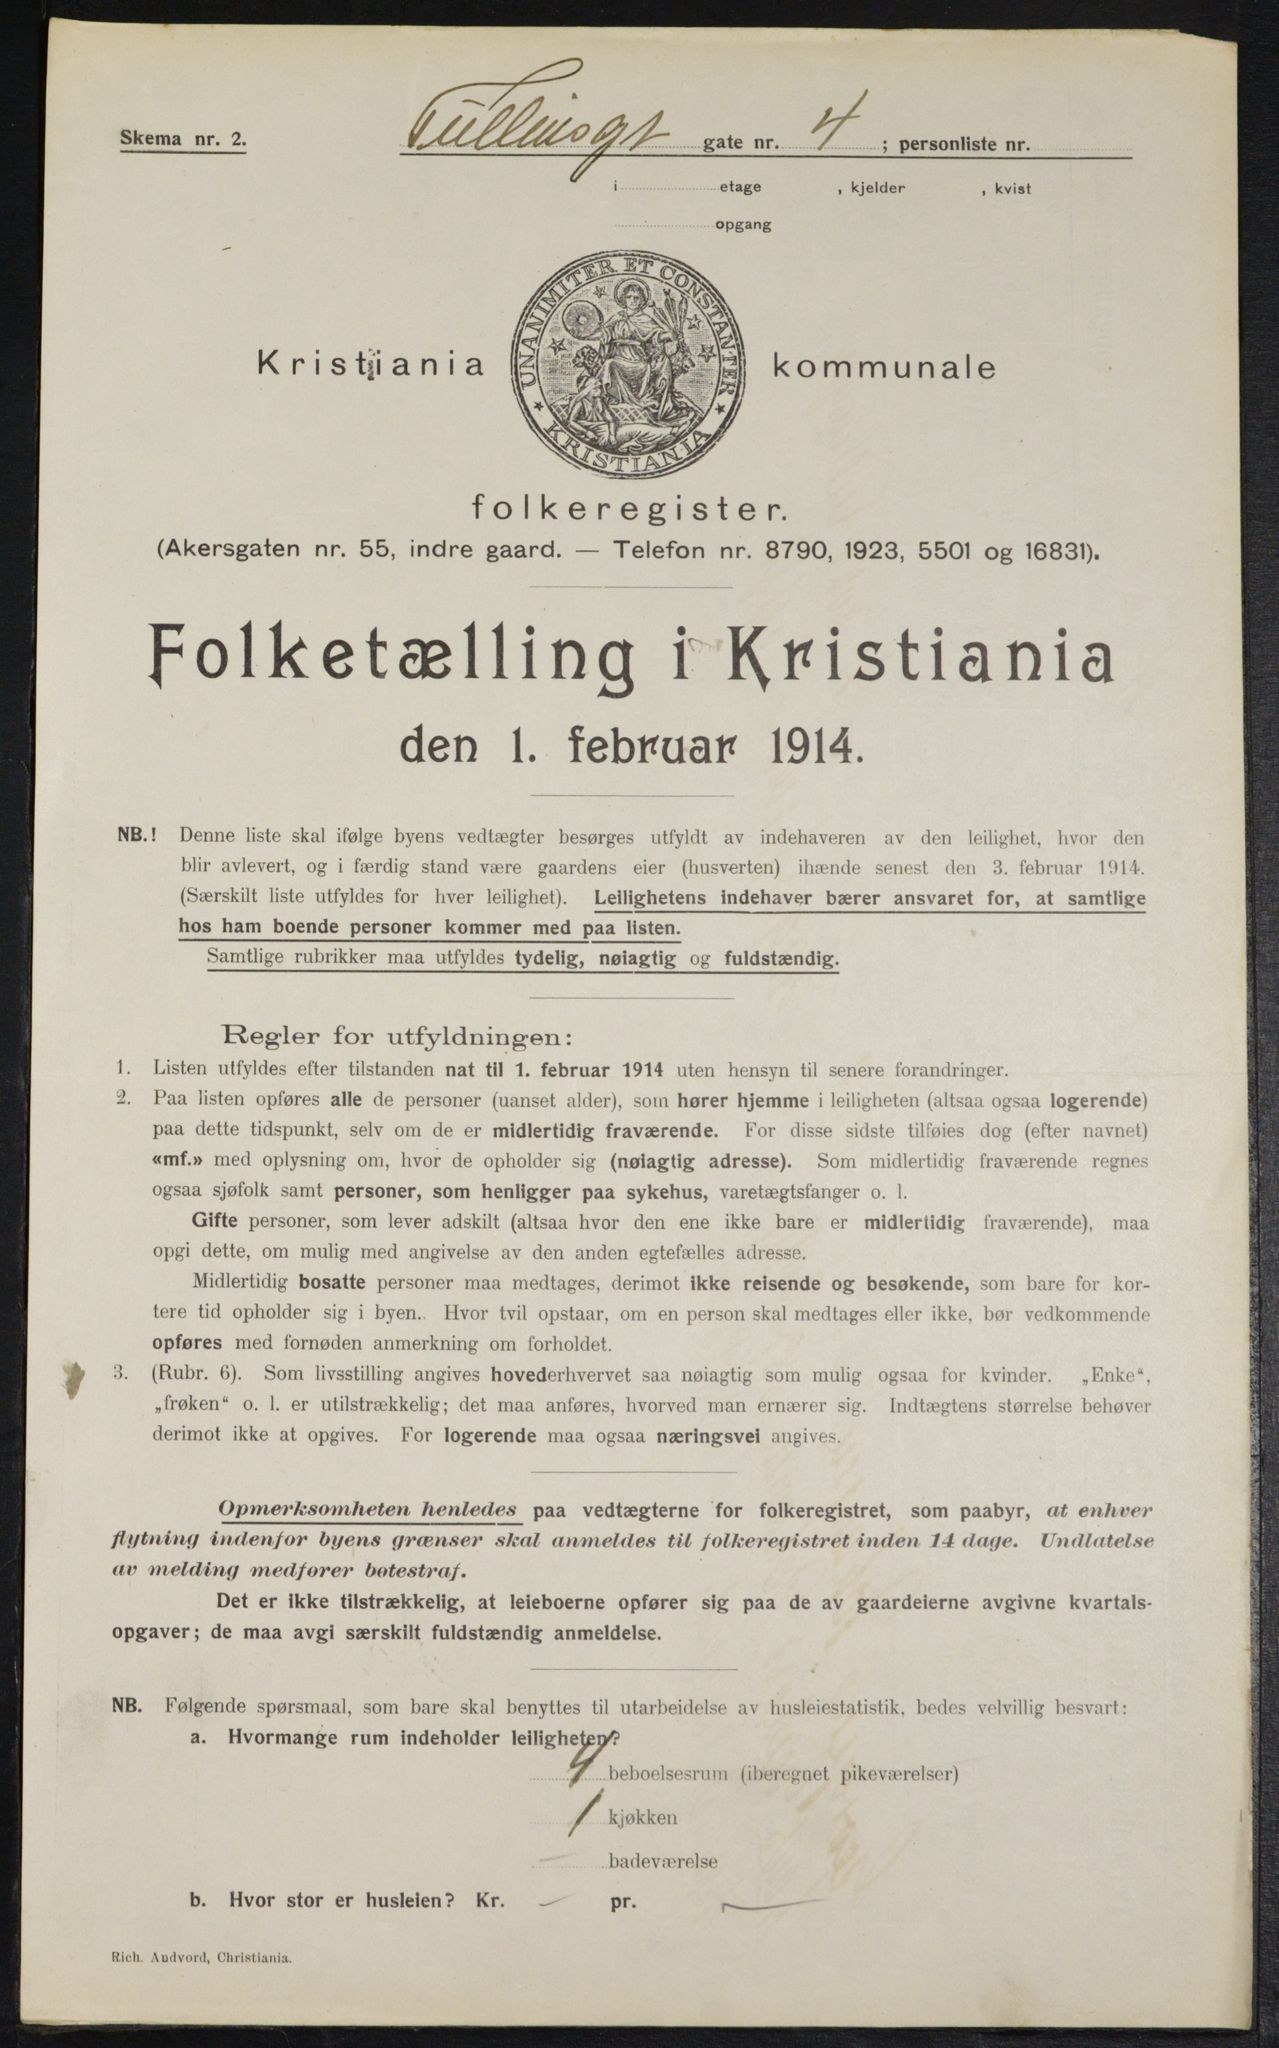 Skema nr. 2.
Tullinsgt gate nr. 4; personliste nr.
i etage , kjelder , kvist
opgang
UNANIMITER ET CONSTANTER
KRISTIANIA
Kristiania kommunale
folkeregister.
(Akersgaten nr. 55, indre gaard. — Telefon nr. 8790, 1923, 5501 og 16831).
Folketælling i Kristiania
den 1. februar 1914.
NB.! Denne liste skal ifølge byens vedtægter besørges utfyldt av indehaveren av den leilighet, hvor den
blir avlevert, og i færdig stand være gaardens eier (husverten) ihænde senest den 3. februar 1914.
(Særskilt liste utfyldes for hver leilighet). Leilighetens indehaver bærer ansvaret for, at samtlige
hos ham boende personer kommer med paa listen.
Samtlige rubrikker maa utfyldes tydelig, nøiagtig og fuldstændig.
Regler for utfyldningen:
1. Listen utfyldes efter tilstanden nat til 1. februar 1914 uten hensyn til senere forandringer.
2. Paa listen opføres alle de personer (uanset alder), som hører hjemme i leiligheten (altsaa ogsaa logerende)
paa dette tidspunkt, selv om de er midlertidig fraværende. For disse sidste tilføies dog (efter navnet)
«mf.» med oplysning om, hvor de opholder sig (nøiagtig adresse). Som midlertidig fraværende regnes
ogsaa sjøfolk samt personer, som henligger paa sykehus, varetægtsfanger o. l.
Gifte personer, som lever adskilt (altsaa hvor den ene ikke bare er midlertidig fraværende), maa
opgi dette, om mulig med angivelse av den anden egtefælles adresse.
Midlertidig bosatte personer maa medtages, derimot ikke reisende og besøkende, som bare for kor-
tere tid opholder sig i byen. Hvor tvil opstaar, om en person skal medtages eller ikke, bør vedkommende
opføres med fornøden anmerkning om forholdet.
3. (Rubr. 6). Som livsstilling angives hovederhvervet saa nøiagtig som mulig ogsaa for kvinder. „Enke“,
„frøken“ o. l. er utilstrækkelig; det maa anføres, hvorved man ernærer sig. Indtægtens størrelse behøver
derimot ikke at opgives. For logerende maa ogsaa næringsvei angives.
Opmerksomheten henledes paa vedtægterne for folkeregistret, som paabyr, at enhver
flytning indenfor byens grænser skal anmeldes til folkeregistret inden 14 dage. Undlatelse
av melding medfører bøtestraf.
Det er ikke tilstrækkelig, at leieboerne opfører sig paa de av gaardeierne avgivne kvartals-
opgaver; de maa avgi særskilt fuldstændig anmeldelse.
NB. Følgende spørsmaal, som bare skal benyttes til utarbeidelse av husleiestatistik, bedes velvillig besvart:
a. Hvormange rum indeholder leiligheten?
4 beboelsesrum (iberegnet pikeværelser)
1 kjøkken
— badeværelse
b. Hvor stor er husleien? Kr. — pr. —
Rich. Andvord, Christiania.